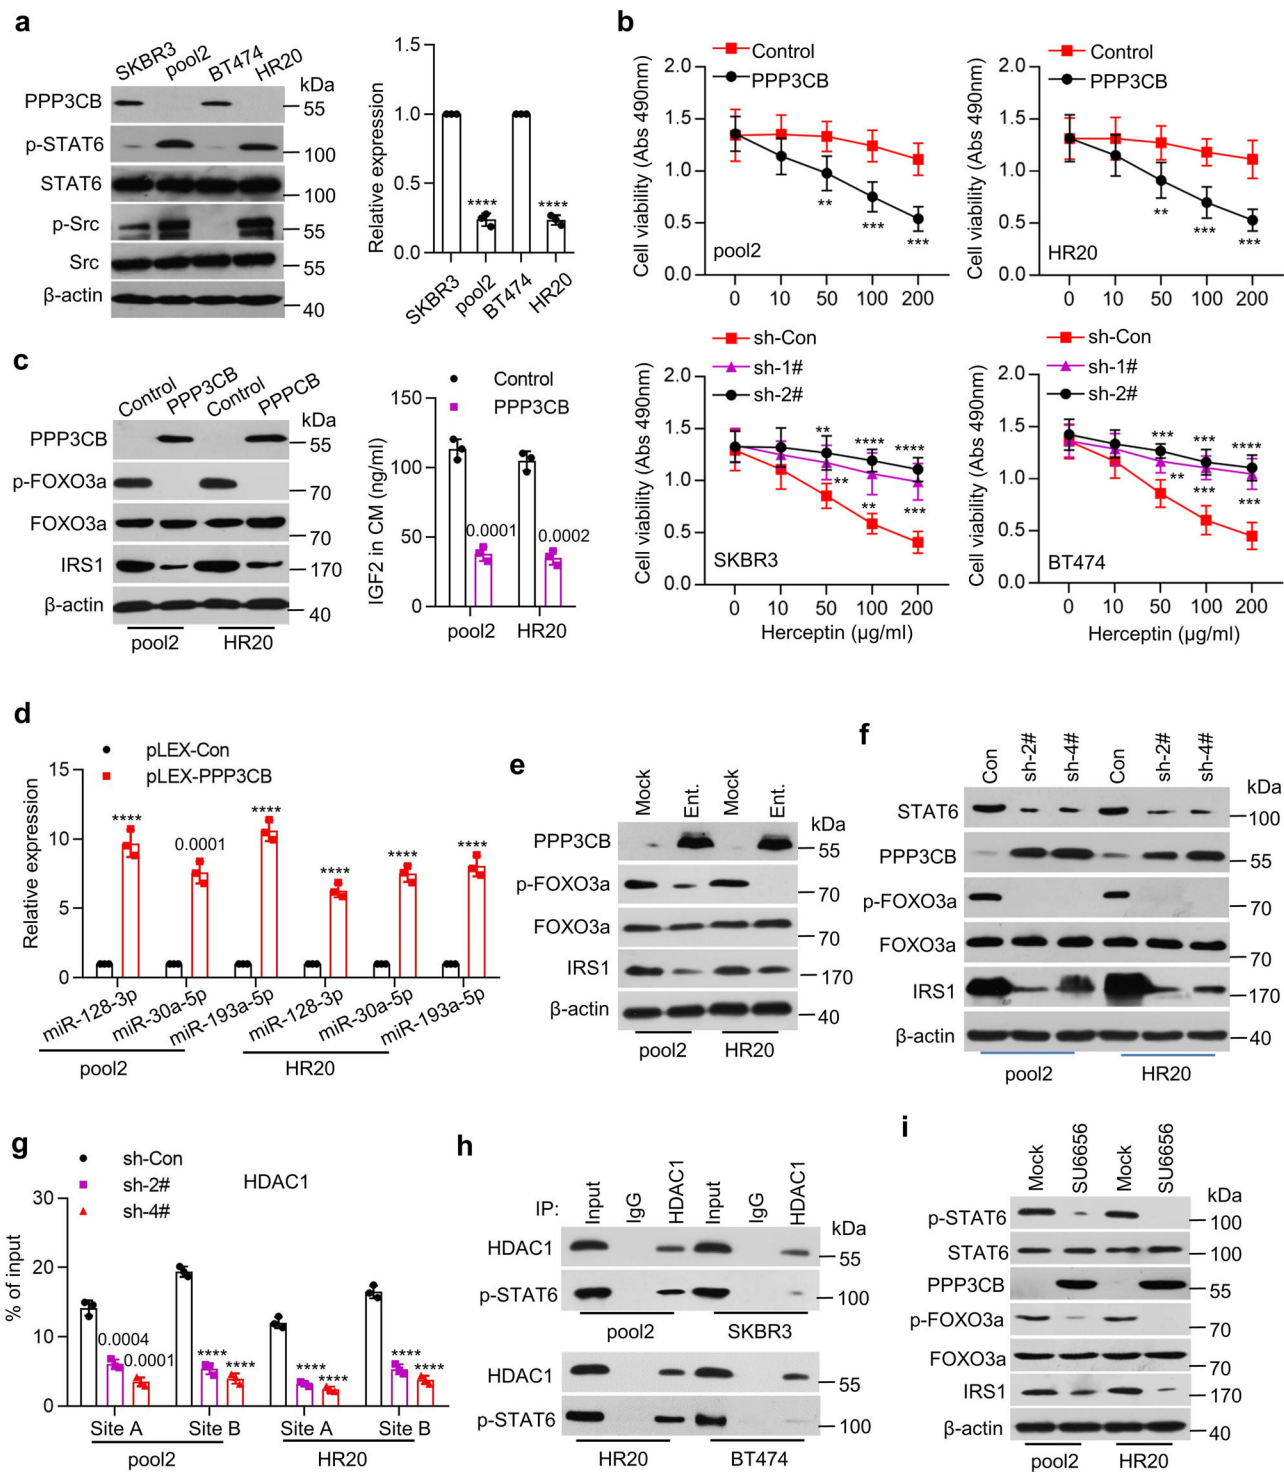 a
SKBR3 pool2 BT474 HR20
kDa
PPP3CB 55
p-STAT6 100
STAT6 100
p-Src 55
Src 55
β-actin 40
Relative expression
1.5
1.0
0.5
0.0
**** ****
SKBR3 pool2 BT474 HR20
b
Control
PPP3CB
Cell viability (Abs 490nm)
2.0
1.5
1.0
0.5
0.0
** *** ***
pool2
0 10 50 100 200
Control
PPP3CB
Cell viability (Abs 490nm)
2.0
1.5
1.0
0.5
0.0
** *** ***
HR20
0 10 50 100 200
sh-Con
sh-1#
sh-2#
Cell viability (Abs 490nm)
2.0
1.5
1.0
0.5
0.0
** **** ****
** ** ***
SKBR3
0 10 50 100 200
Herceptin (μg/ml)
sh-Con
sh-1#
sh-2#
Cell viability (Abs 490nm)
2.0
1.5
1.0
0.5
0.0
*** *** ****
** *** ***
BT474
0 10 50 100 200
Herceptin (μg/ml)
c
Control PPP3CB Control PPPCB
kDa
PPP3CB 55
p-FOXO3a 70
FOXO3a 70
IRS1 170
β-actin 40
pool2 HR20
Control
PPP3CB
IGF2 in CM (ng/ml)
150
100
50
0
0.0001 0.0002
pool2 HR20
d
pLEX-Con
pLEX-PPP3CB
Relative expression
15
10
5
0
**** 0.0001 **** **** **** ****
miR-128-3p miR-30a-5p miR-193a-5p miR-128-3p miR-30a-5p miR-193a-5p
pool2 HR20
e
Mock Ent. Mock Ent.
kDa
PPP3CB 55
p-FOXO3a 70
FOXO3a 70
IRS1 170
β-actin 40
pool2 HR20
f
Con sh-2# sh-4# Con sh-2# sh-4#
kDa
STAT6 100
PPP3CB 55
p-FOXO3a 70
FOXO3a 70
IRS1 170
β-actin 40
pool2 HR20
g
sh-Con
sh-2#
sh-4#
HDAC1
% of input
30
20
10
0
0.0004 0.0001 **** **** **** **** **** ****
Site A Site B Site A Site B
pool2 HR20
h
IP: Input IgG HDAC1 Input IgG HDAC1
kDa
HDAC1 55
p-STAT6 100
pool2 SKBR3
HDAC1 55
p-STAT6 100
HR20 BT474
i
Mock SU6656 Mock SU6656
kDa
p-STAT6 100
STAT6 100
PPP3CB 55
p-FOXO3a 70
FOXO3a 70
IRS1 170
β-actin 40
pool2 HR20